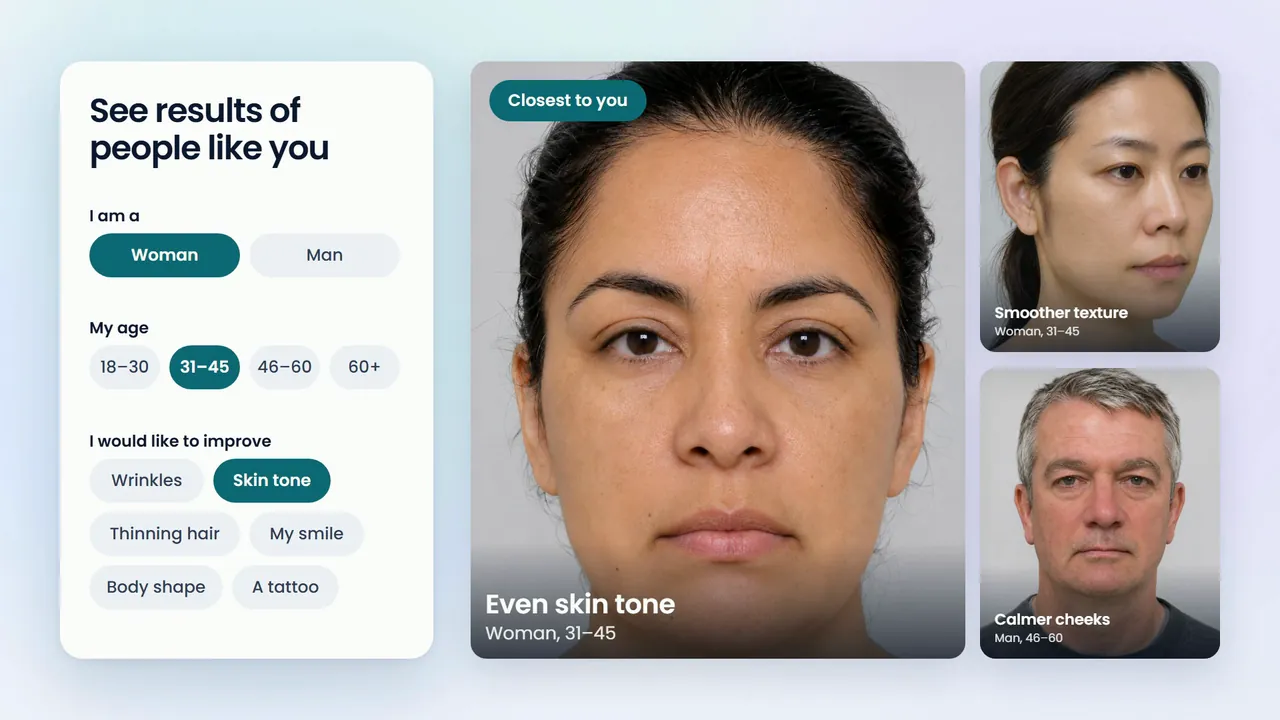 See results of
people like you
I am a
Woman
Man
My age
18–30
31–45
46–60
60+
I would like to improve
Wrinkles
Skin tone
Thinning hair
My smile
Body shape
A tattoo
Closest to you
Even skin tone
Woman, 31–45
Smoother texture
Woman, 31–45
Calmer cheeks
Man, 46–60